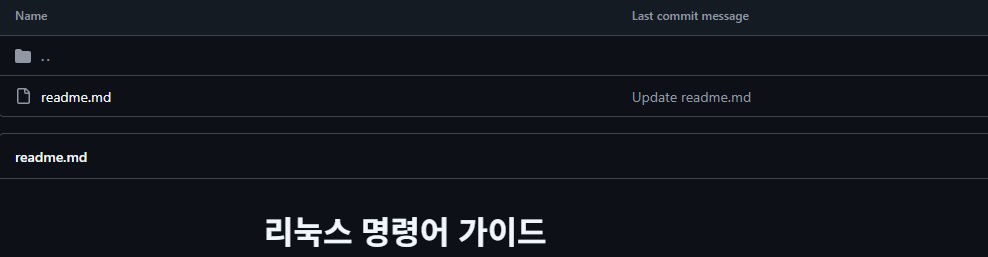 Name Last commit message
..
readme.md Update readme.md
readme.md
리눅스 명령어 가이드